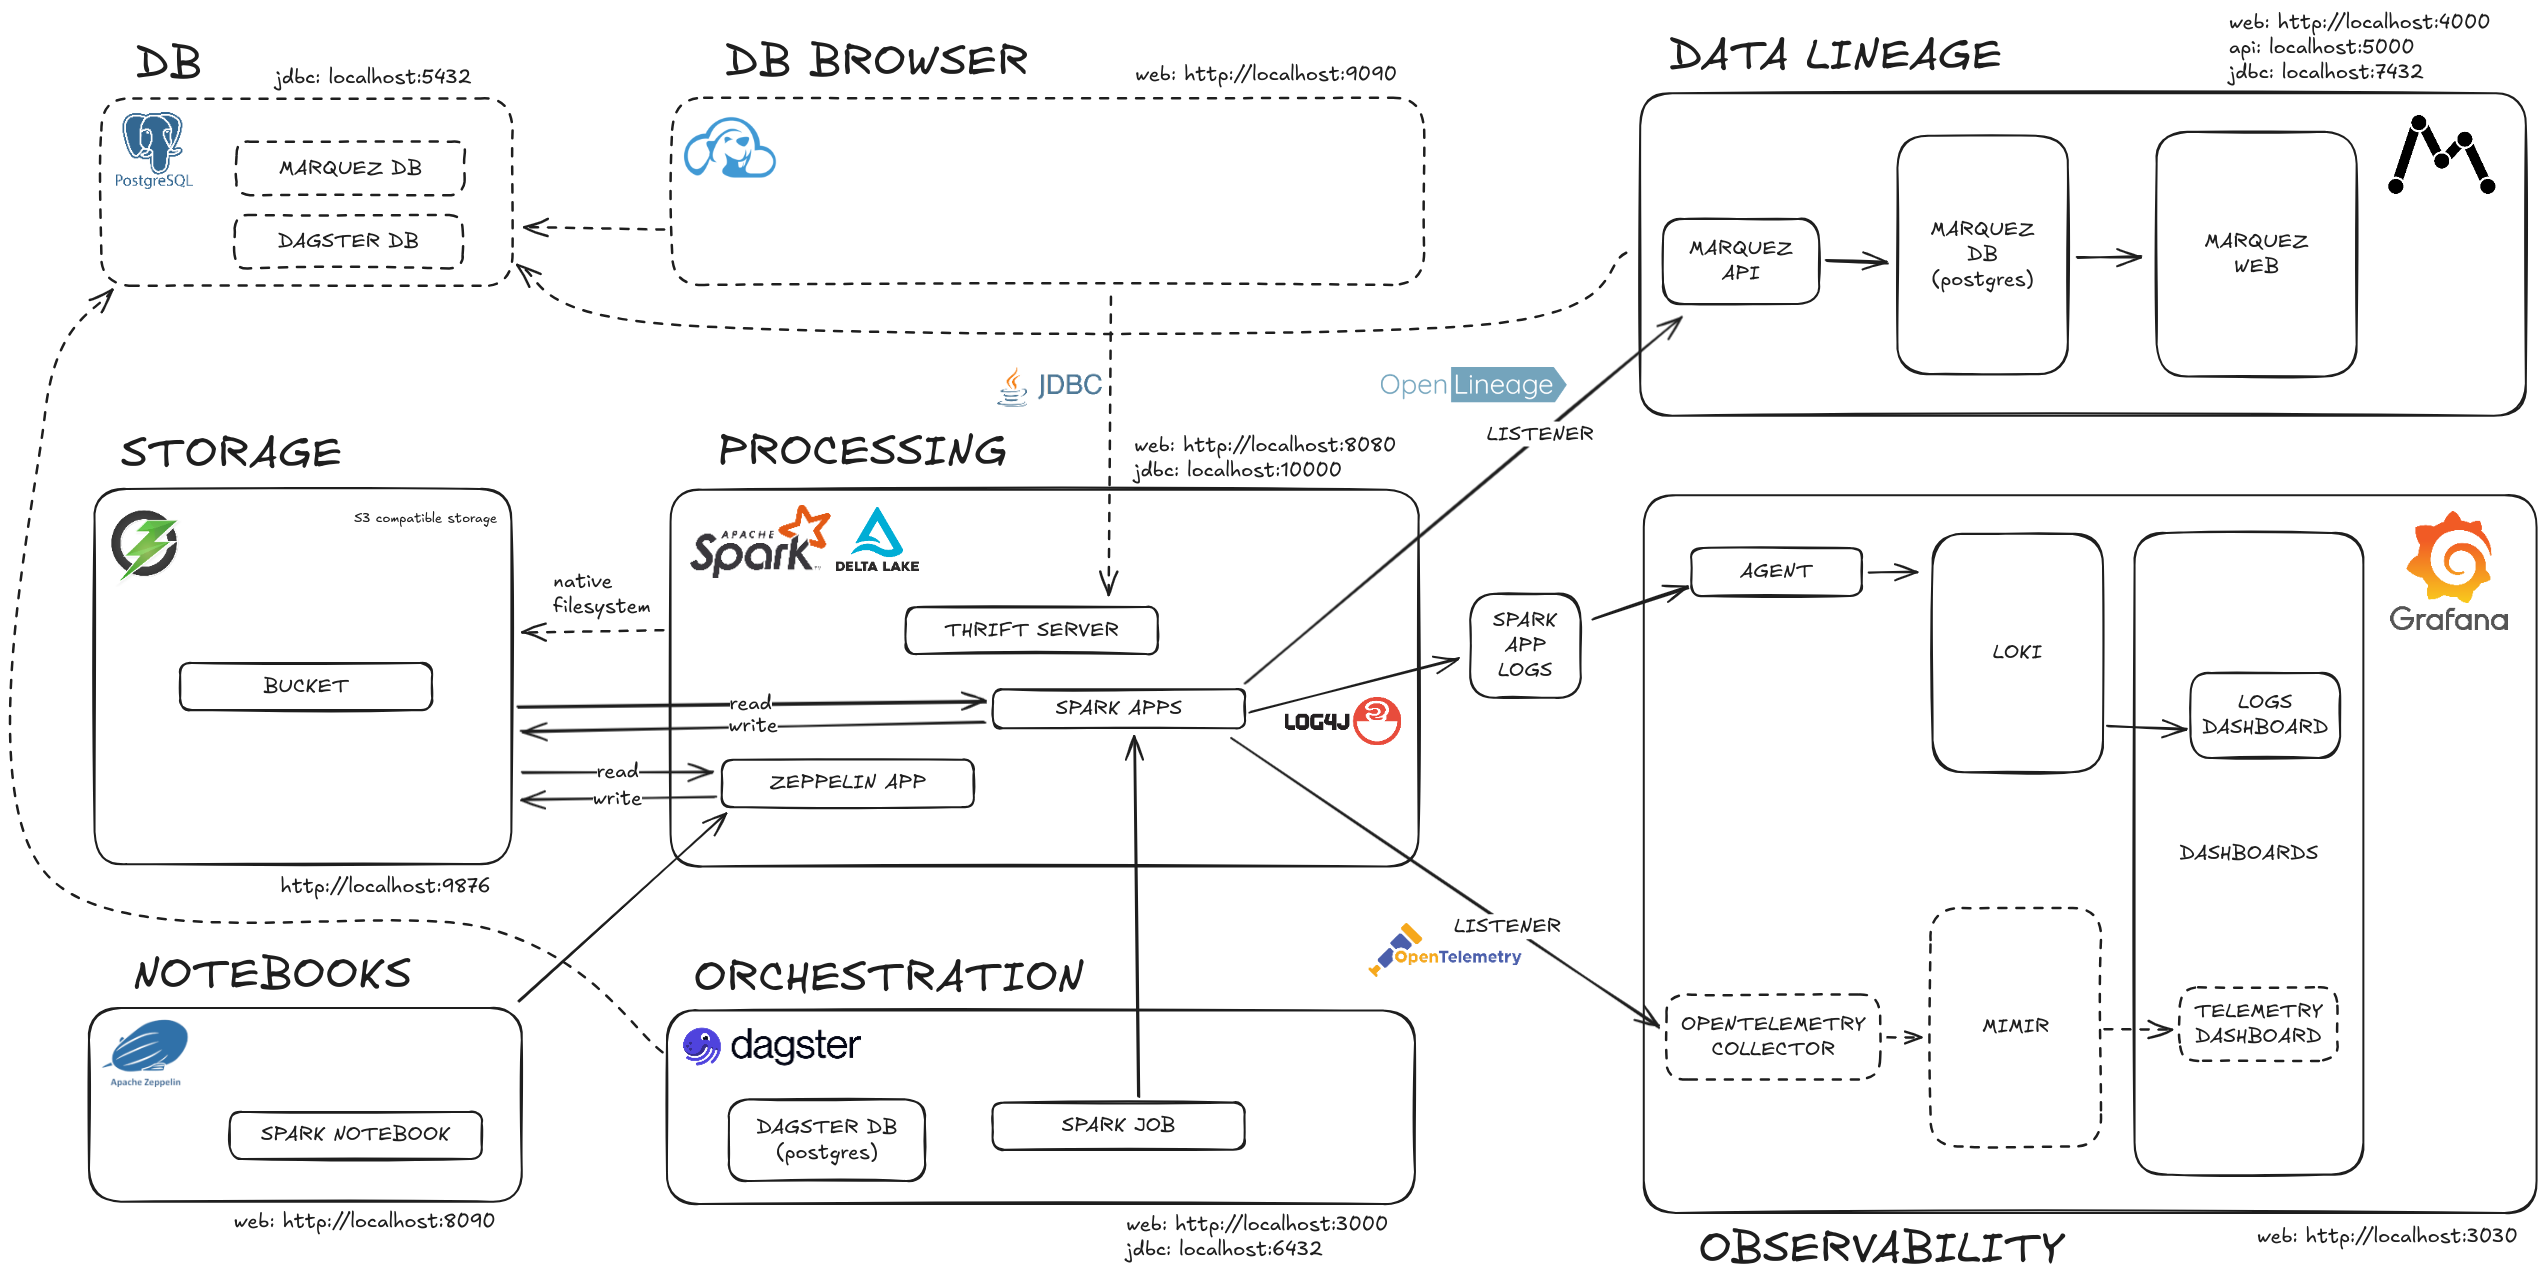 DB
jdbc: localhost:5432
PostgreSQL
MARQUEZ DB
DAGSTER DB
DB BROWSER
web: http://localhost:9090
DATA LINEAGE
web: http://localhost:4000
api: localhost:5000
jdbc: localhost:7432
MARQUEZ
API
MARQUEZ
DB
(postgres)
MARQUEZ
WEB
JDBC
OpenLineage
LISTENER
STORAGE
S3 compatible storage
BUCKET
http://localhost:9876
native
filesystem
read
write
read
write
PROCESSING
web: http://localhost:8080
jdbc: localhost:10000
APACHE
Spark
DELTA LAKE
THRIFT SERVER
SPARK APPS
LOG4J
ZEPPELIN APP
SPARK
APP
LOGS
AGENT
LOKI
Grafana
LOGS
DASHBOARD
DASHBOARDS
LISTENER
OpenTelemetry
OPENTELEMETRY
COLLECTOR
MIMIR
TELEMETRY
DASHBOARD
OBSERVABILITY
web: http://localhost:3030
NOTEBOOKS
Apache Zeppelin
SPARK NOTEBOOK
web: http://localhost:8090
ORCHESTRATION
dagster
DAGSTER DB
(postgres)
SPARK JOB
web: http://localhost:3000
jdbc: localhost:6432